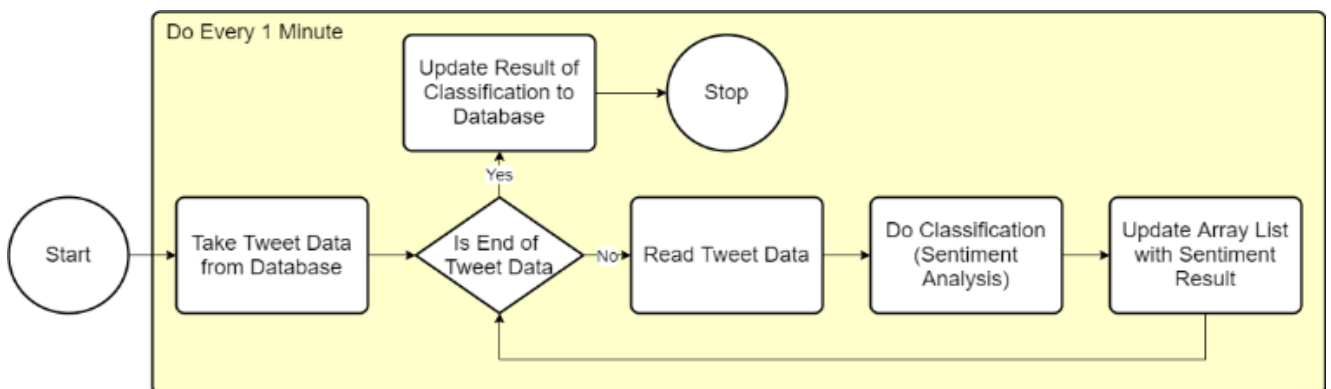 Do Every 1 Minute
Update Result of
Classification to
Database
Stop
Yes
Start
Take Tweet Data
from Database
Is End of
Tweet Data
No
Read Tweet Data
Do Classification
(Sentiment
Analysis)
Update Array List
with Sentiment
Result